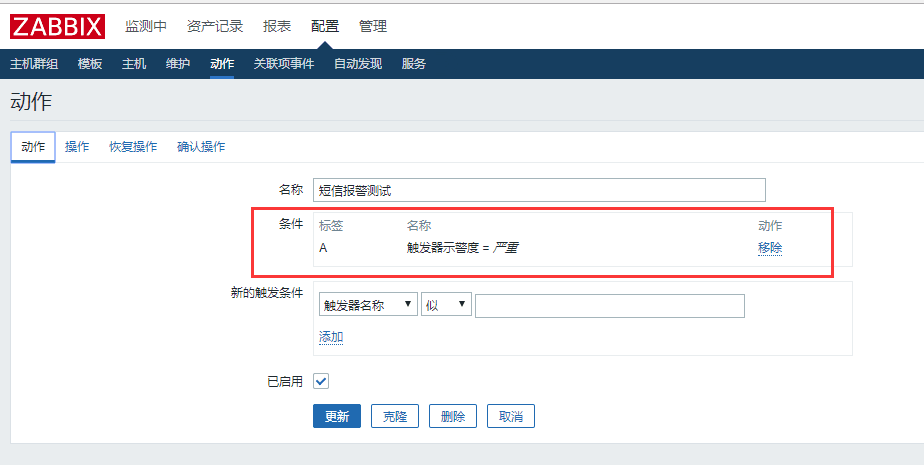 ZABBIX 监测中 资产记录 报表 配置 管理
主机群组 模板 主机 维护 动作 关联项事件 自动发现 服务
动作
动作 操作 恢复操作 确认操作
名称 短信报警测试
条件 标签 名称 动作
A 触发器示警度 = 严重 移除
新的触发条件
触发器名称 似
添加
已启用
更新 克隆 删除 取消